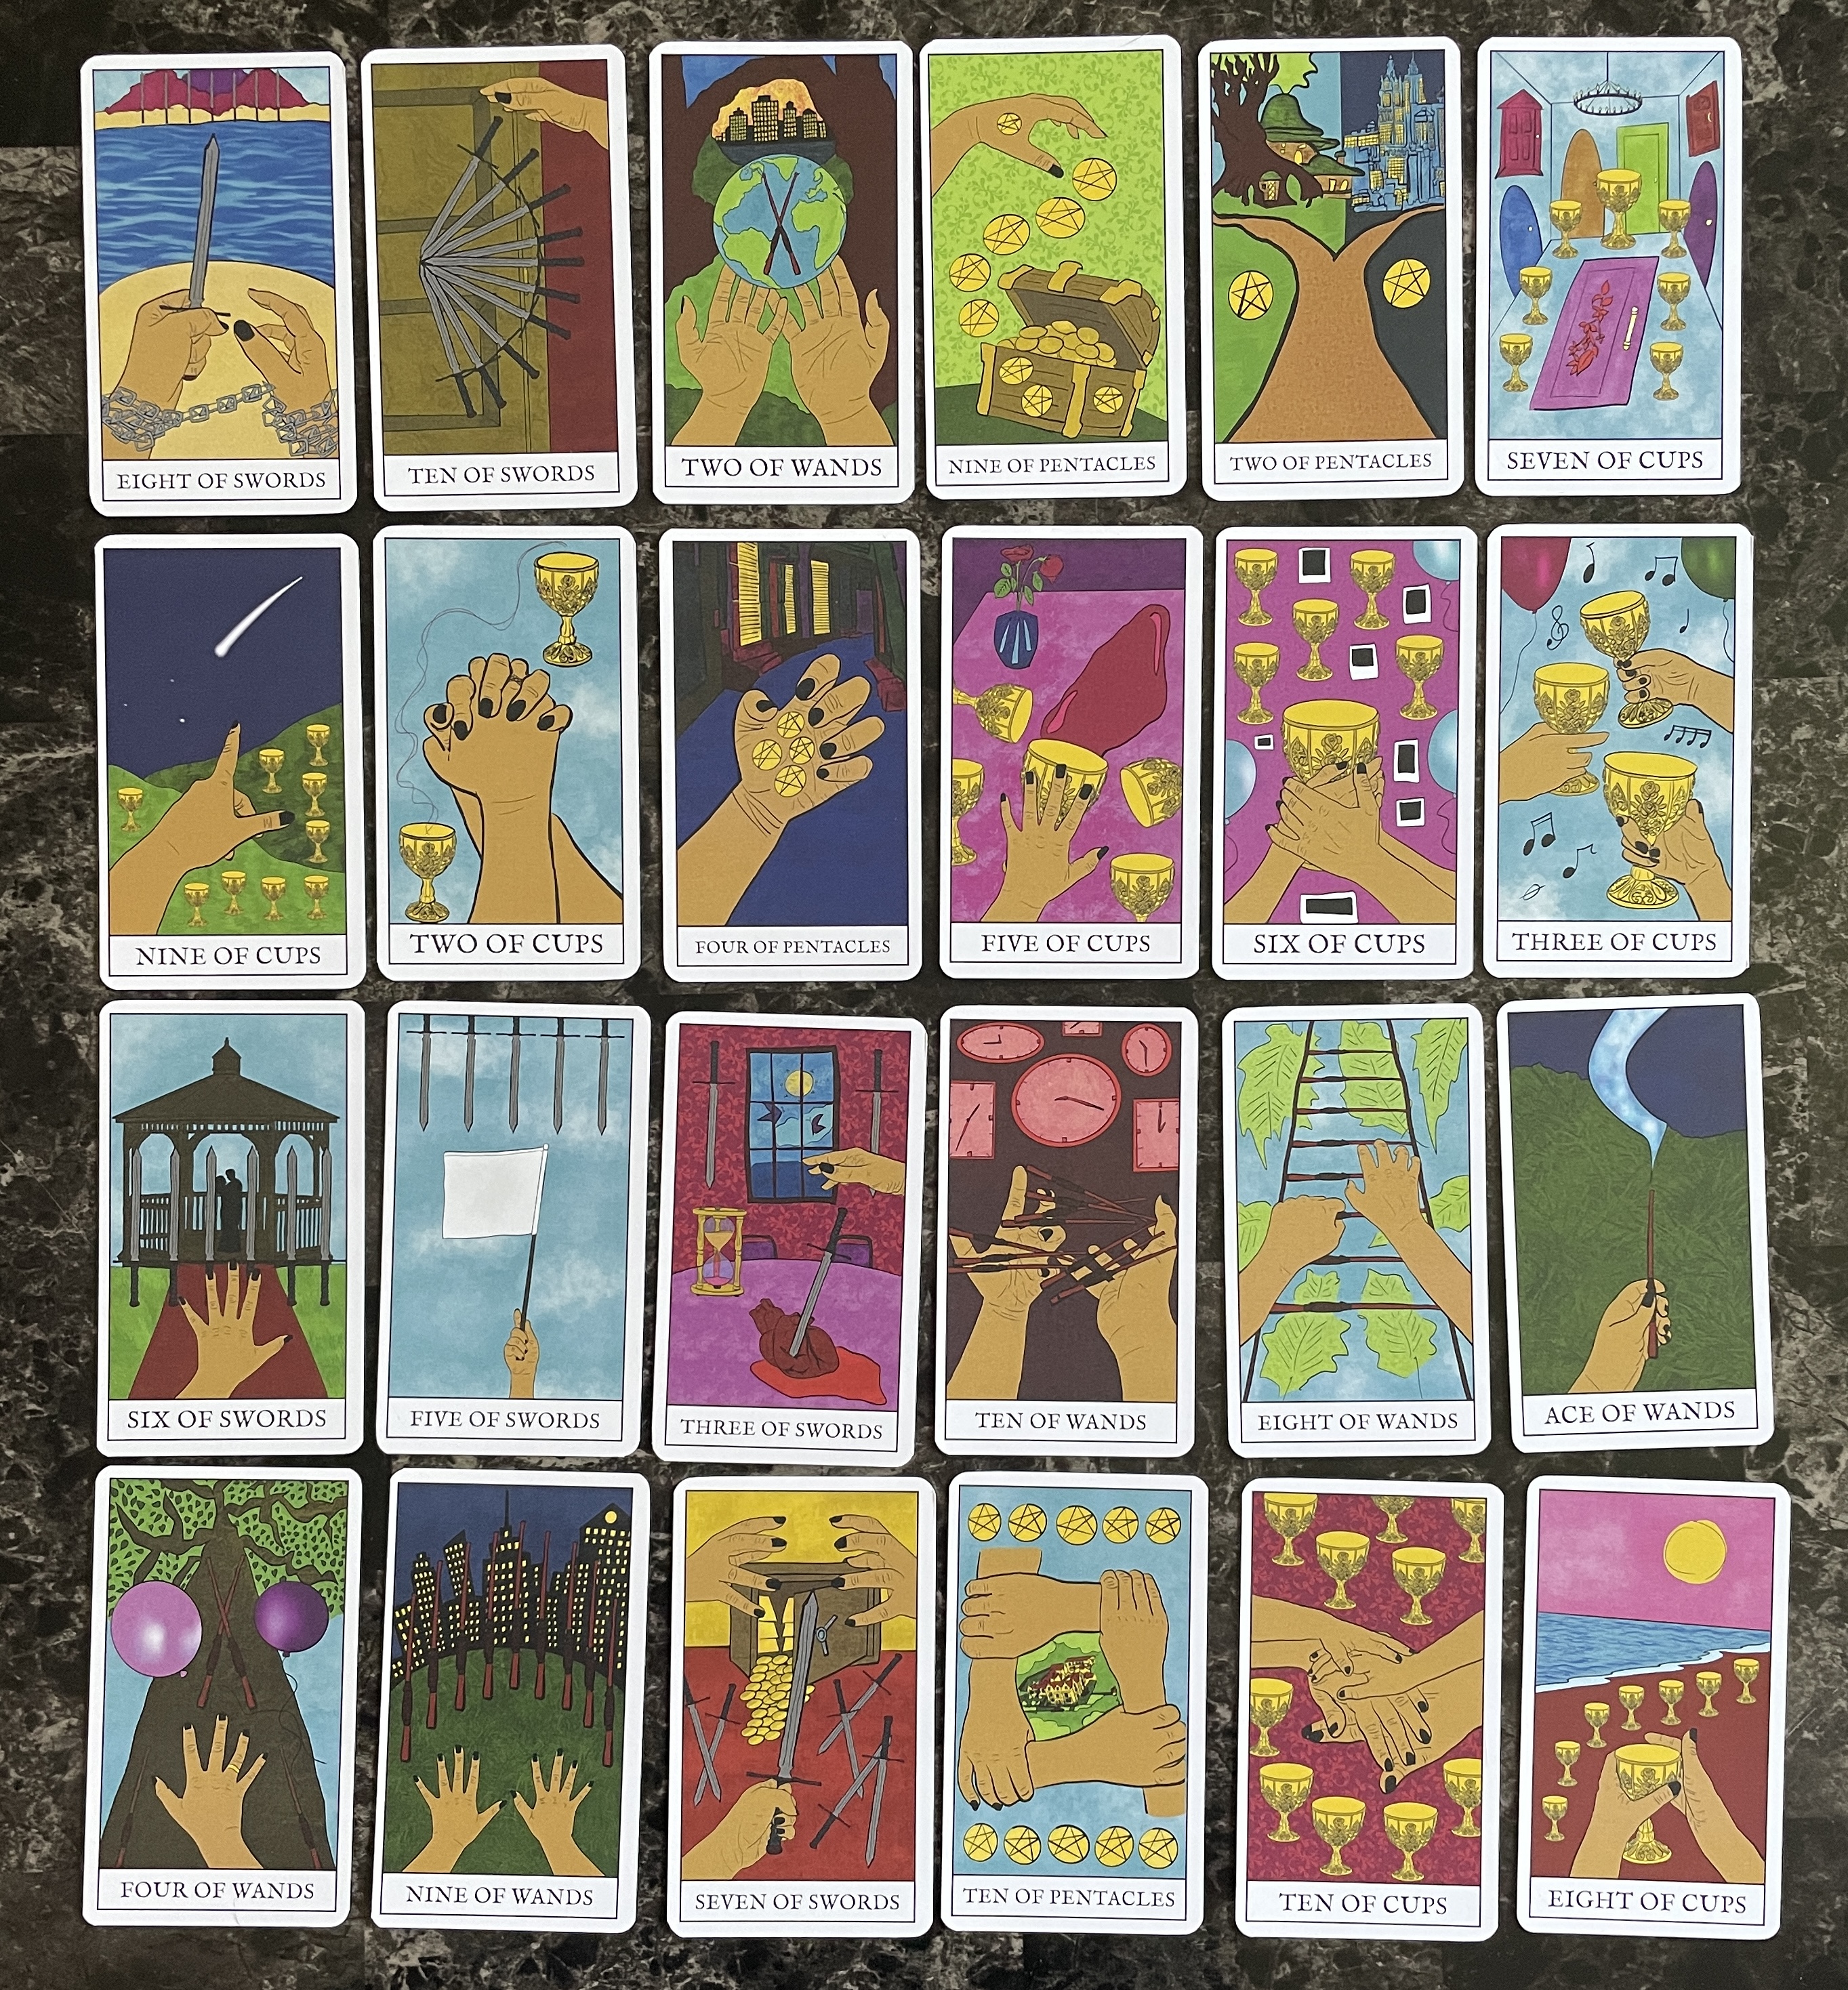 EIGHT OF SWORDS
TEN OF SWORDS
TWO OF WANDS
NINE OF PENTACLES
TWO OF PENTACLES
SEVEN OF CUPS
NINE OF CUPS
TWO OF CUPS
FOUR OF PENTACLES
FIVE OF CUPS
SIX OF CUPS
THREE OF CUPS
SIX OF SWORDS
FIVE OF SWORDS
THREE OF SWORDS
TEN OF WANDS
EIGHT OF WANDS
ACE OF WANDS
FOUR OF WANDS
NINE OF WANDS
SEVEN OF SWORDS
TEN OF PENTACLES
TEN OF CUPS
EIGHT OF CUPS